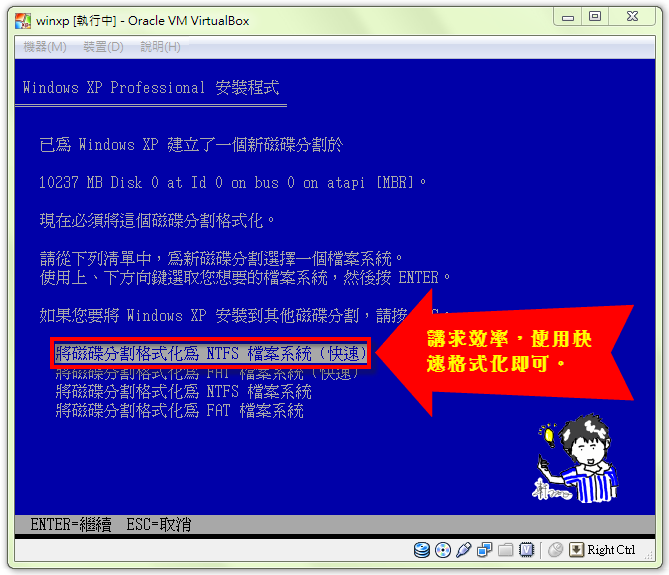 winxp [執行中] - Oracle VM VirtualBox
機器(M) 裝置(D) 說明(H)
Windows XP Professional 安裝程式
已為 Windows XP 建立了一個新磁碟分割於
10237 MB Disk 0 at Id 0 on bus 0 on atapi [MBR]。
現在必須將這個磁碟分割格式化。
請從下列清單中，為新磁碟分割選擇一個檔案系統。
使用上、下方向鍵選取您想要的檔案系統，然後按 ENTER。
如果您要將 Windows XP 安裝到其他磁碟分割，請按
將磁碟分割格式化為 NTFS 檔案系統 (快速)
將磁碟分割格式化為 FAT 檔案系統 (快速)
將磁碟分割格式化為 NTFS 檔案系統
將磁碟分割格式化為 FAT 檔案系統
請求效率，使用快
速格式化即可。
ENTER=繼續 ESC=取消
Right Ctrl